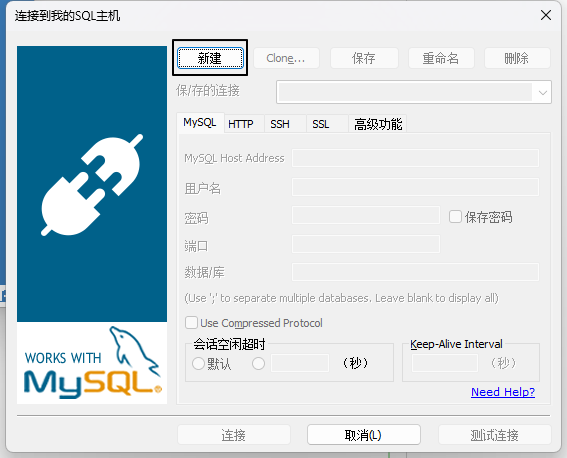 连接到我的SQL主机
新建 Clone... 保存 重命名 删除
保/存的连接
MySQL HTTP SSH SSL 高级功能
MySQL Host Address
用户名
密码 保存密码
端口
数据/库
(Use ';' to separate multiple databases. Leave blank to display all)
Use Compressed Protocol
会话空闲超时 Keep-Alive Interval
默认 （秒） （秒）
Need Help?
WORKS WITH
MySQL®
连接 取消(L) 测试连接